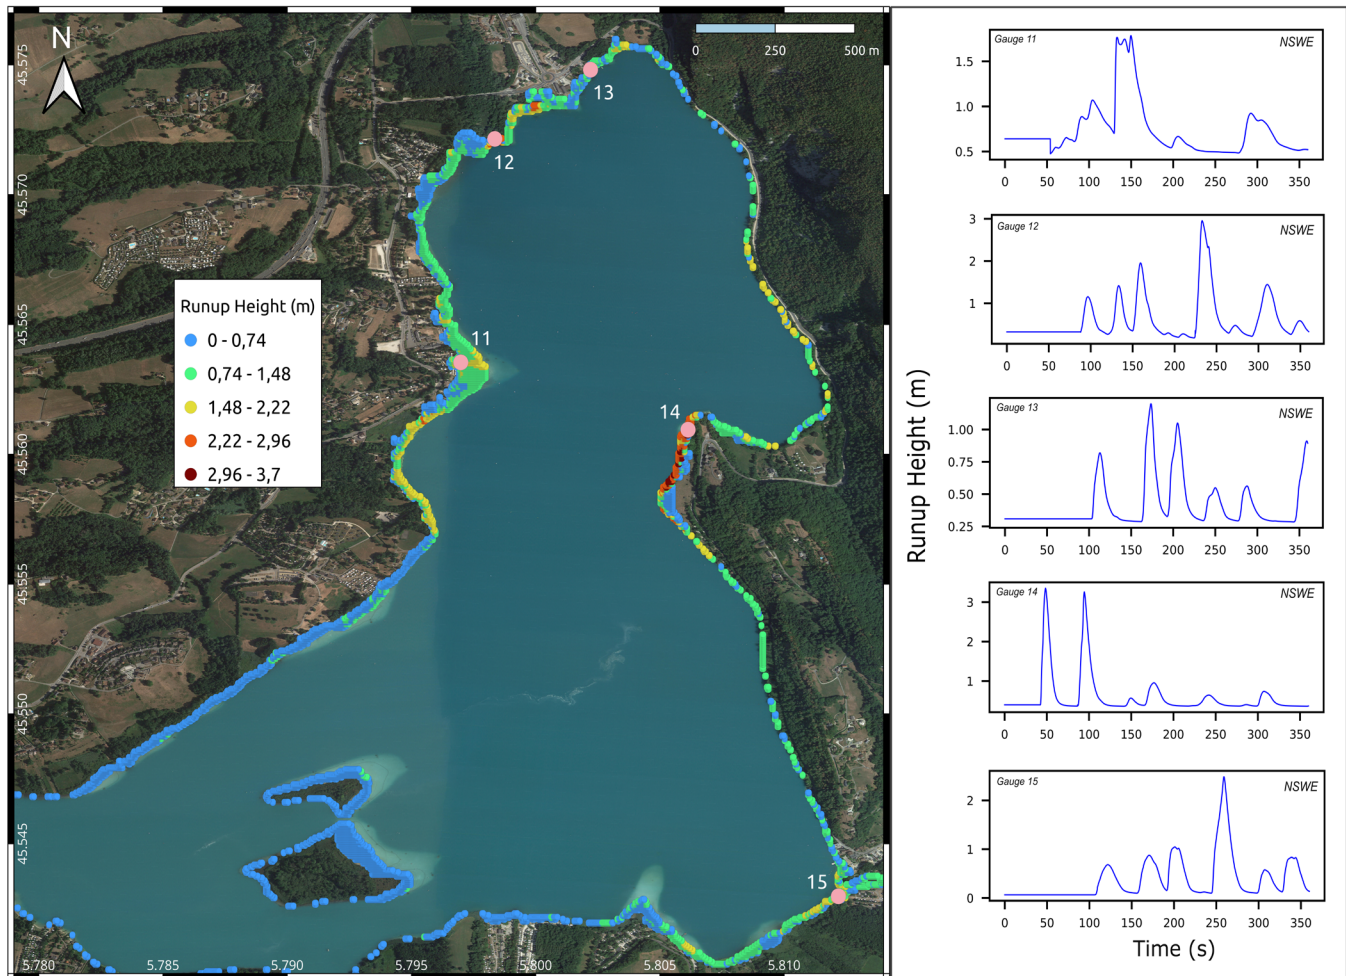 N
0 250 500 m
45.575
45.570
45.565
45.560
45.555
45.550
45.545
13
12
11
14
15
Runup Height (m)
0 - 0,74
0,74 - 1,48
1,48 - 2,22
2,22 - 2,96
2,96 - 3,7
5.780 5.785 5.790 5.795 5.800 5.805 5.810
Runup Height (m)
Gauge 11 NSWE
1.5
1.0
0.5
0 50 100 150 200 250 300 350
Gauge 12 NSWE
3
2
1
0 50 100 150 200 250 300 350
Gauge 13 NSWE
1.00
0.75
0.50
0.25
0 50 100 150 200 250 300 350
Gauge 14 NSWE
3
2
1
0 50 100 150 200 250 300 350
Gauge 15 NSWE
2
1
0
0 50 100 150 200 250 300 350
Time (s)